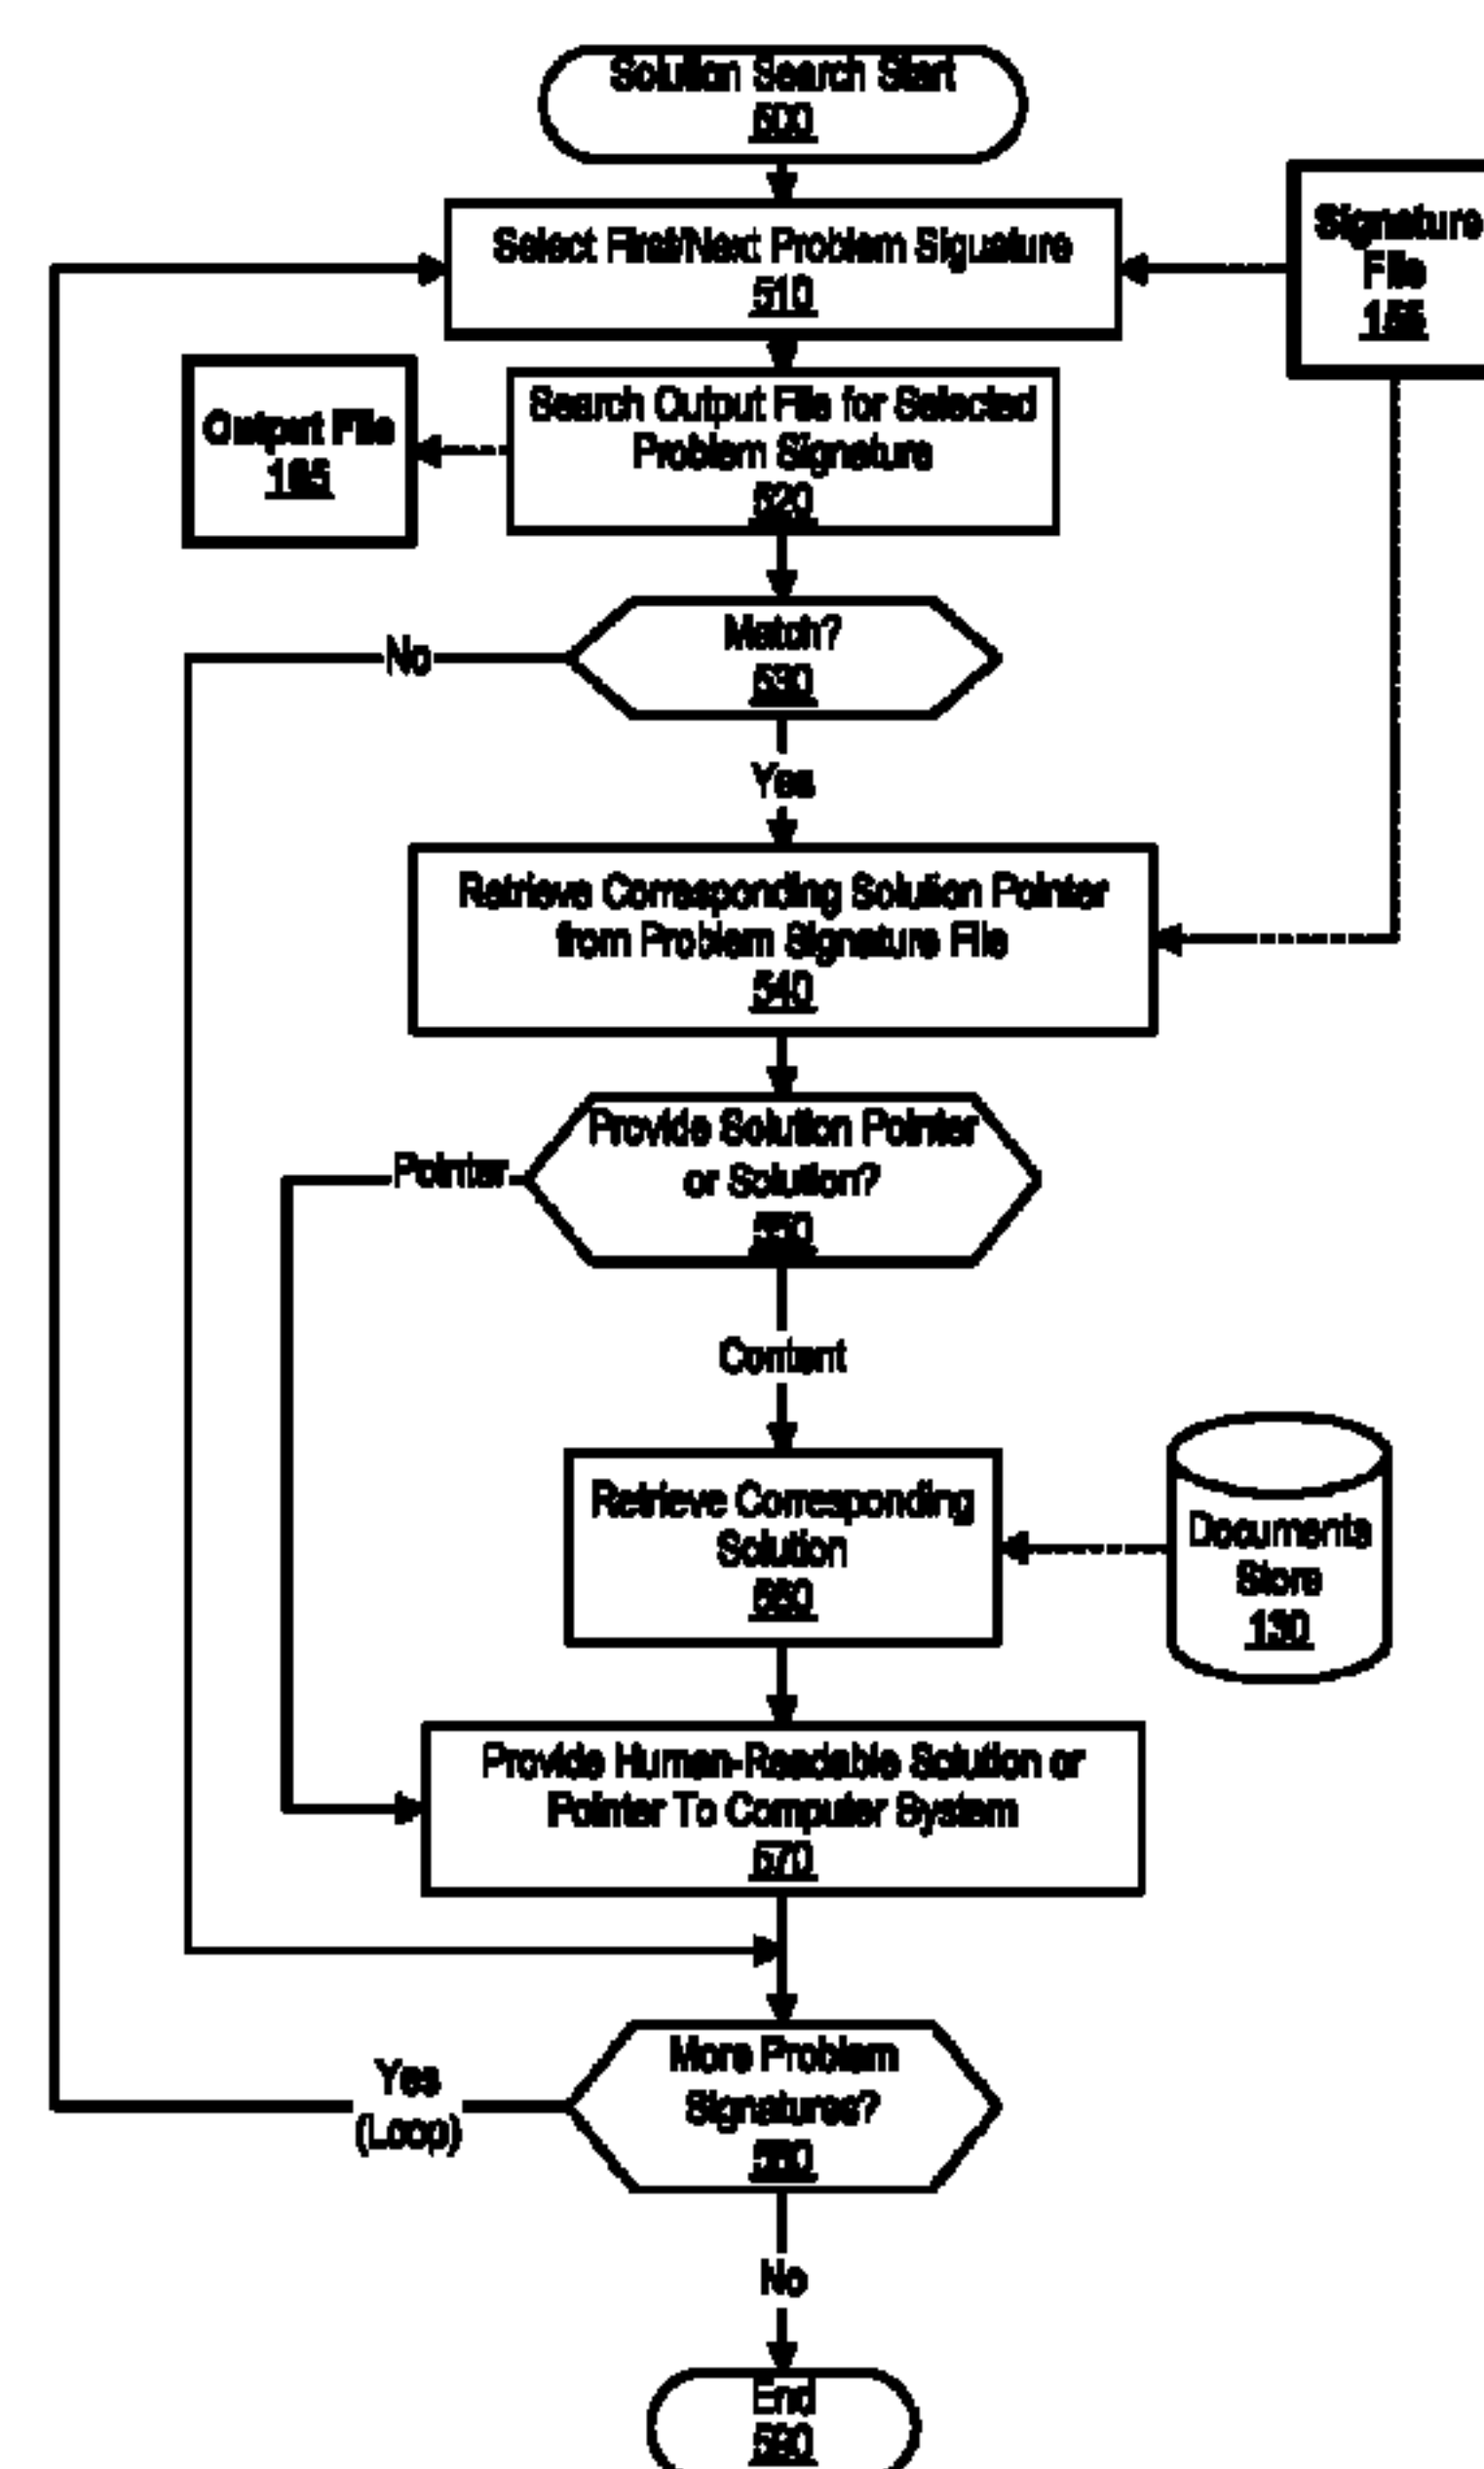 Solution Search Start
500
Select First/Next Problem Signature
510
Signature
File
155
Search Output File for Selected
Problem Signature
520
Output File
165
Match?
530
No
Yes
Retrieve Corresponding Solution Pointer
from Problem Signature File
540
Provide Solution Pointer
or Solution?
550
Pointer
Content
Retrieve Corresponding
Solution
560
Documents
Store
130
Provide Human-Readable Solution or
Pointer To Computer System
570
More Problem
Signatures?
580
Yes
(Loop)
No
End
590